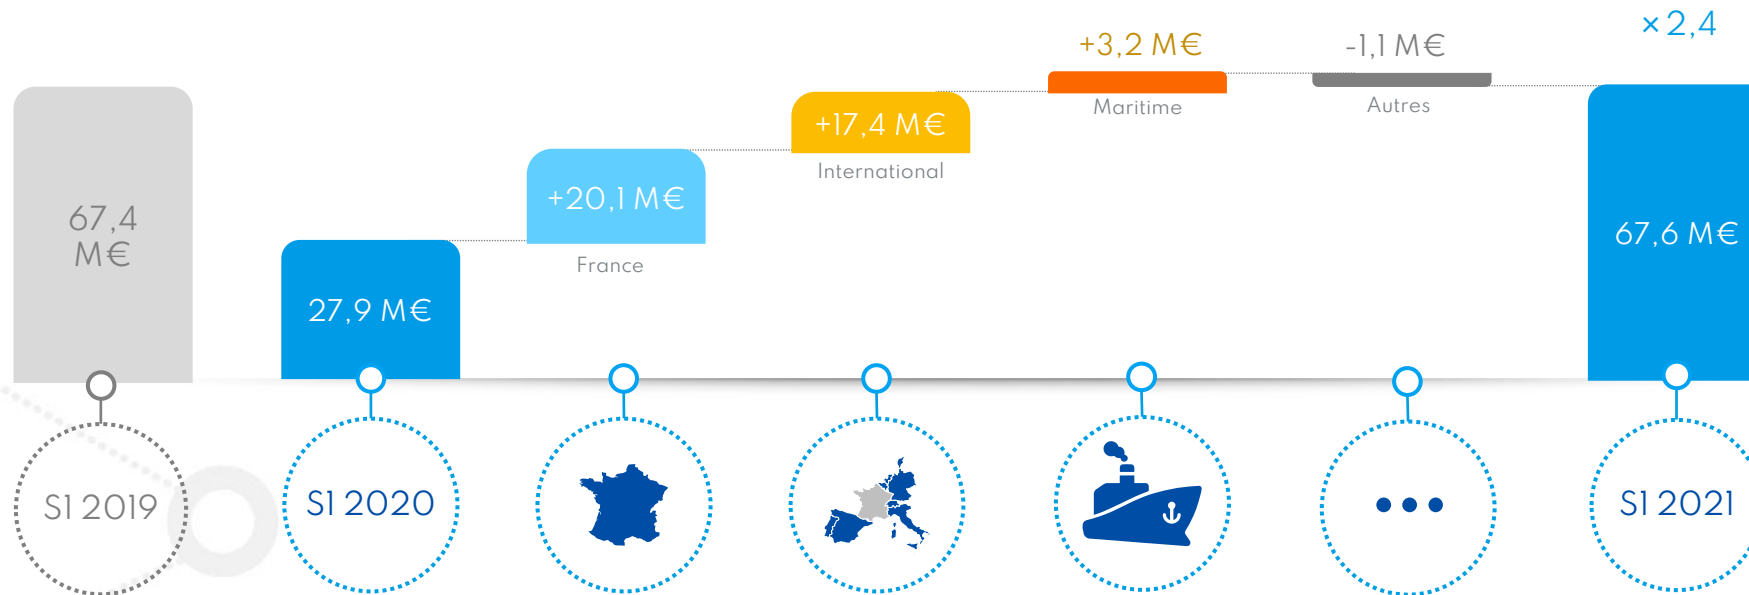 ×2,4
+3,2 M€
-1,1 M€
Maritime
Autres
+17,4 M€
International
67,4
M€
+20,1 M€
67,6 M€
France
27,9 M€
S1 2019
S1 2020
S1 2021